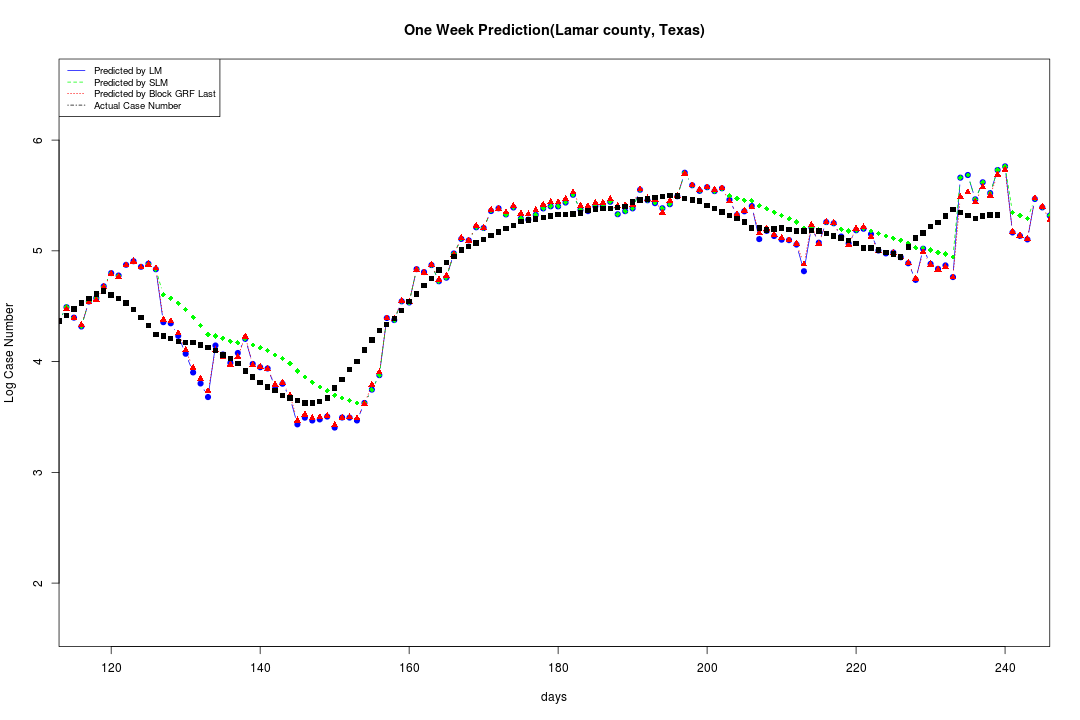 One Week Prediction(Lamar county, Texas)
Predicted by LM
Predicted by SLM
Predicted by Block GRF Last
Actual Case Number
Log Case Number
6
5
4
3
2
120 140 160 180 200 220 240
days